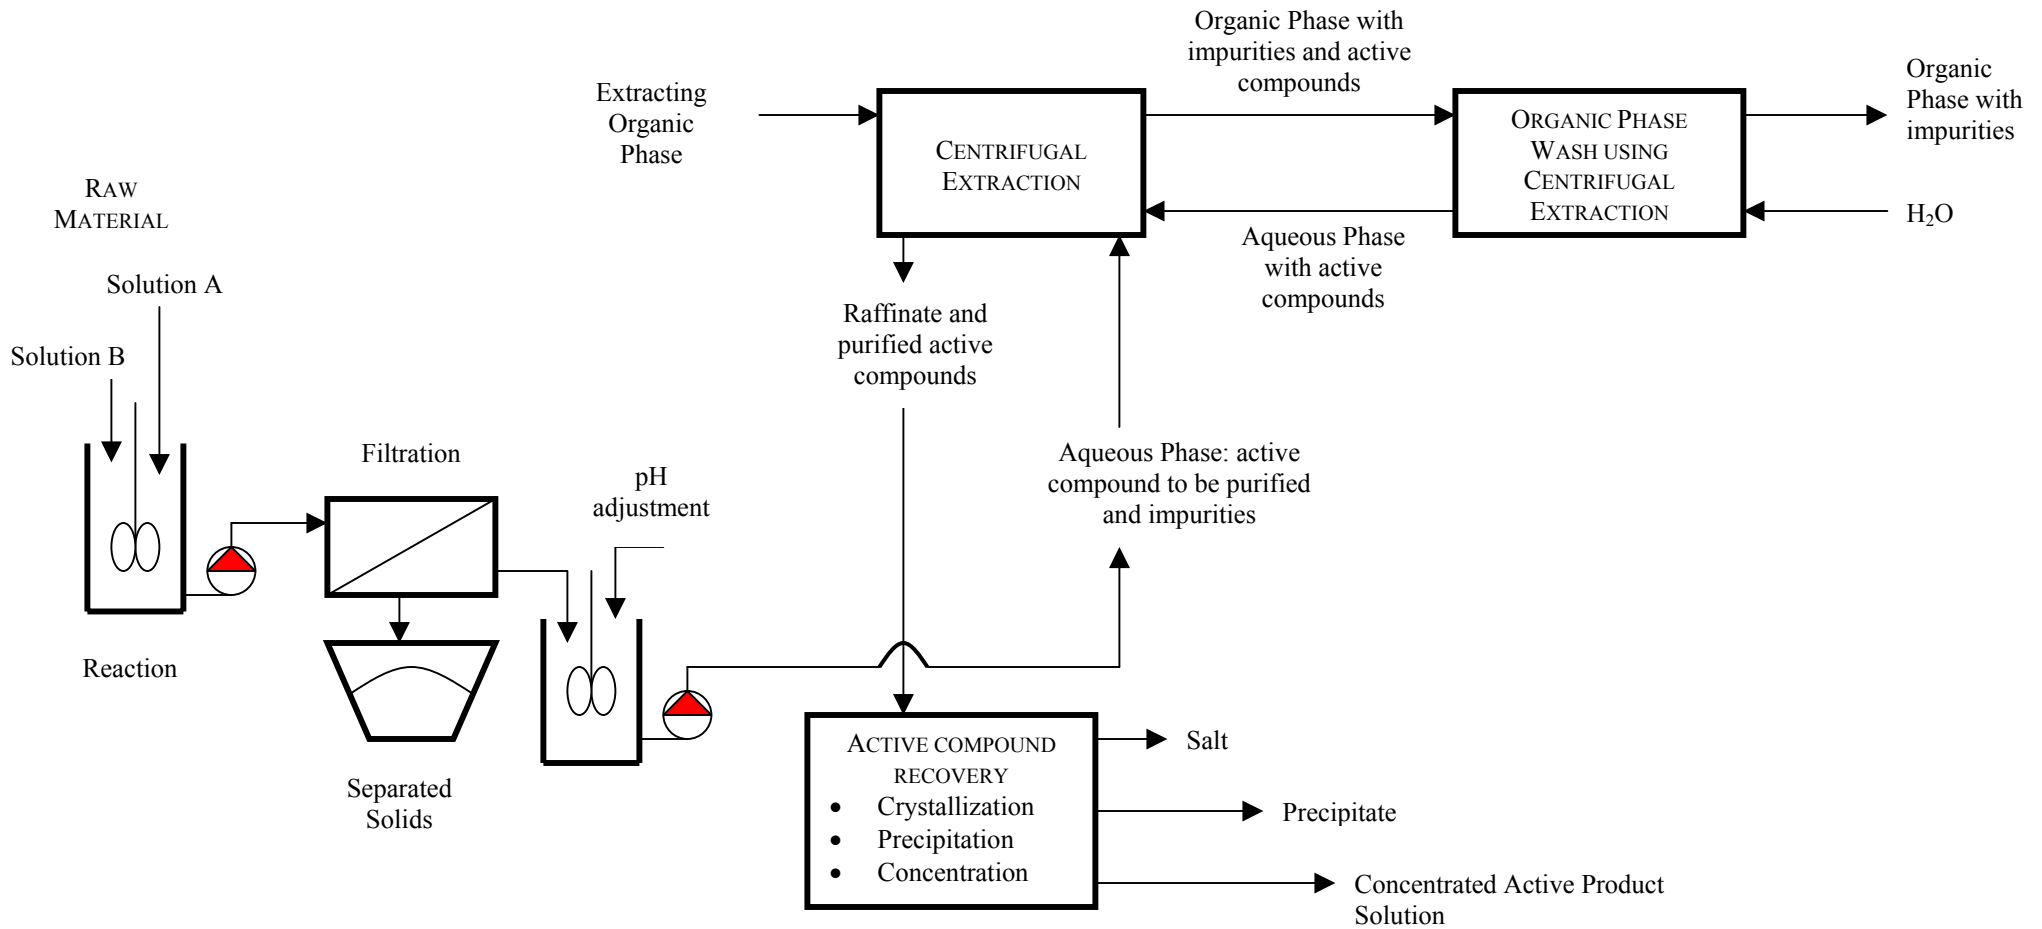 Organic Phase with
impurities and active
compounds
Extracting
Organic
Phase
CENTRIFUGAL
EXTRACTION
ORGANIC PHASE
WASH USING
CENTRIFUGAL
EXTRACTION
Organic
Phase with
impurities
H₂O
Aqueous Phase
with active
compounds
RAW
MATERIAL
Solution A
Solution B
Raffinate and
purified active
compounds
Filtration
pH
adjustment
Aqueous Phase: active
compound to be purified
and impurities
Reaction
Separated
Solids
ACTIVE COMPOUND
RECOVERY
• Crystallization
• Precipitation
• Concentration
Salt
Precipitate
Concentrated Active Product
Solution